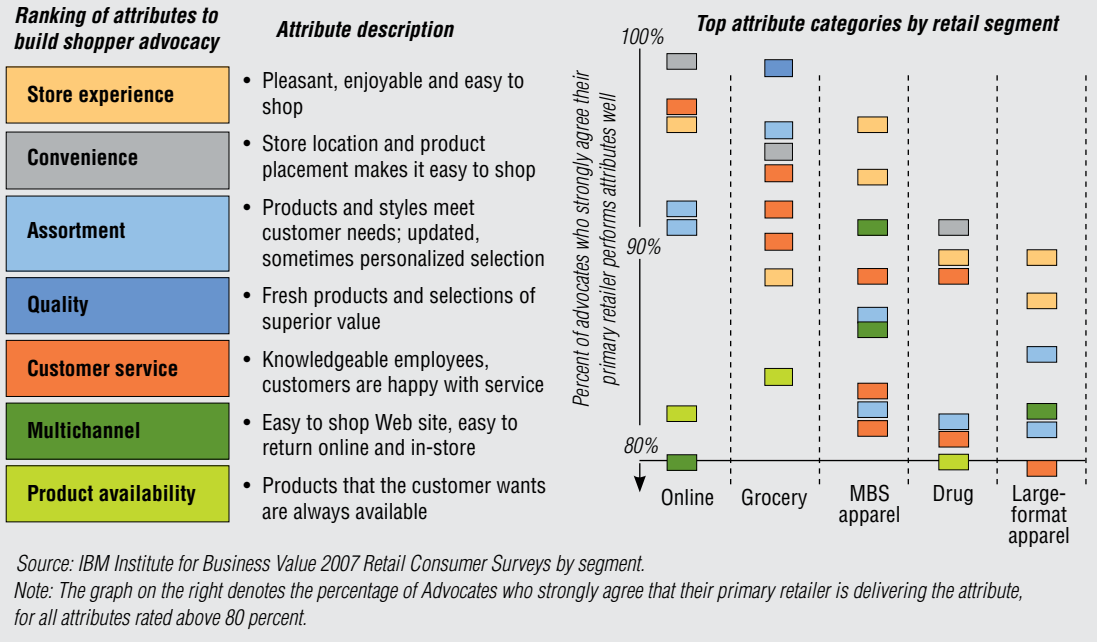 Ranking of attributes to
build shopper advocacy
Attribute description
Store experience
• Pleasant, enjoyable and easy to
shop
Convenience
• Store location and product
placement makes it easy to shop
Assortment
• Products and styles meet
customer needs; updated,
sometimes personalized selection
Quality
• Fresh products and selections of
superior value
Customer service
• Knowledgeable employees,
customers are happy with service
Multichannel
• Easy to shop Web site, easy to
return online and in-store
Product availability
• Products that the customer wants
are always available
Top attribute categories by retail segment
Percent of advocates who strongly agree their
primary retailer performs attributes well
100%
90%
80%
Online
Grocery
MBS
apparel
Drug
Large-
format
apparel
Source: IBM Institute for Business Value 2007 Retail Consumer Surveys by segment.
Note: The graph on the right denotes the percentage of Advocates who strongly agree that their primary retailer is delivering the attribute,
for all attributes rated above 80 percent.